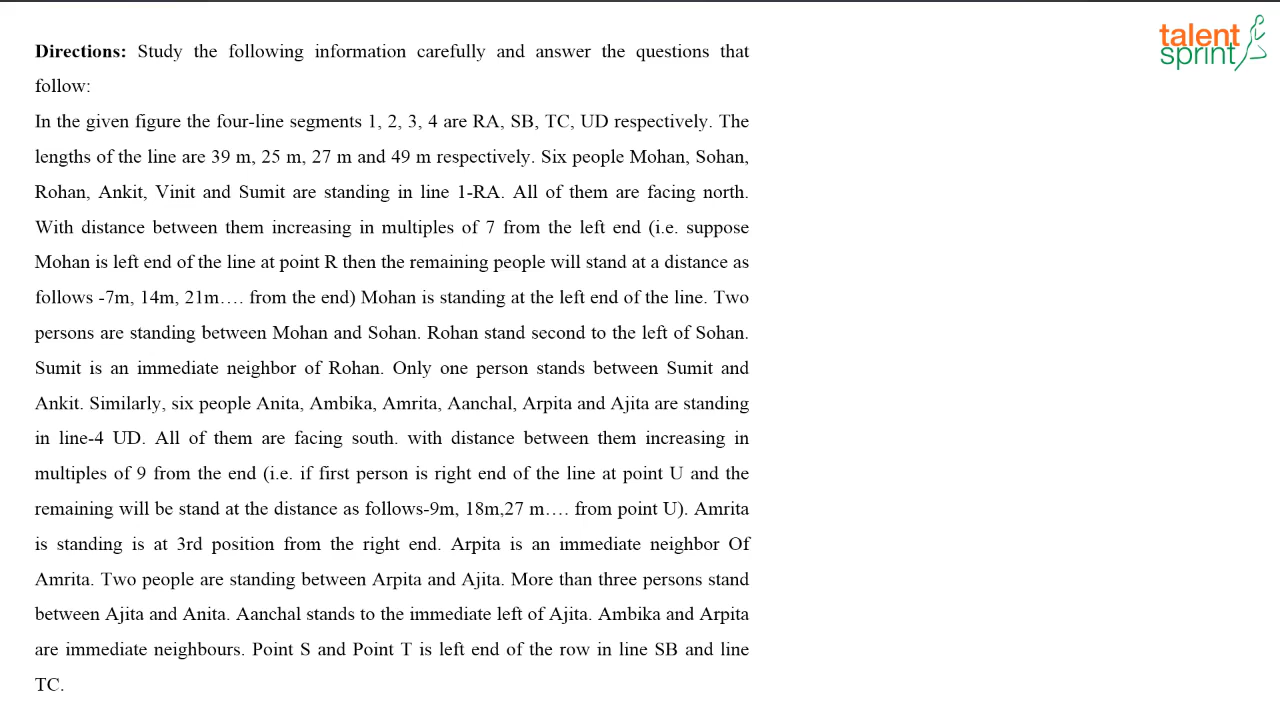 talent
sprint
Directions: Study the following information carefully and answer the questions that
follow:
In the given figure the four-line segments 1, 2, 3, 4 are RA, SB, TC, UD respectively. The
lengths of the line are 39 m, 25 m, 27 m and 49 m respectively. Six people Mohan, Sohan,
Rohan, Ankit, Vinit and Sumit are standing in line 1-RA. All of them are facing north.
With distance between them increasing in multiples of 7 from the left end (i.e. suppose
Mohan is left end of the line at point R then the remaining people will stand at a distance as
follows -7m, 14m, 21m…. from the end) Mohan is standing at the left end of the line. Two
persons are standing between Mohan and Sohan. Rohan stand second to the left of Sohan.
Sumit is an immediate neighbor of Rohan. Only one person stands between Sumit and
Ankit. Similarly, six people Anita, Ambika, Amrita, Aanchal, Arpita and Ajita are standing
in line-4 UD. All of them are facing south. with distance between them increasing in
multiples of 9 from the end (i.e. if first person is right end of the line at point U and the
remaining will be stand at the distance as follows-9m, 18m,27 m…. from point U). Amrita
is standing is at 3rd position from the right end. Arpita is an immediate neighbor Of
Amrita. Two people are standing between Arpita and Ajita. More than three persons stand
between Ajita and Anita. Aanchal stands to the immediate left of Ajita. Ambika and Arpita
are immediate neighbours. Point S and Point T is left end of the row in line SB and line
TC.